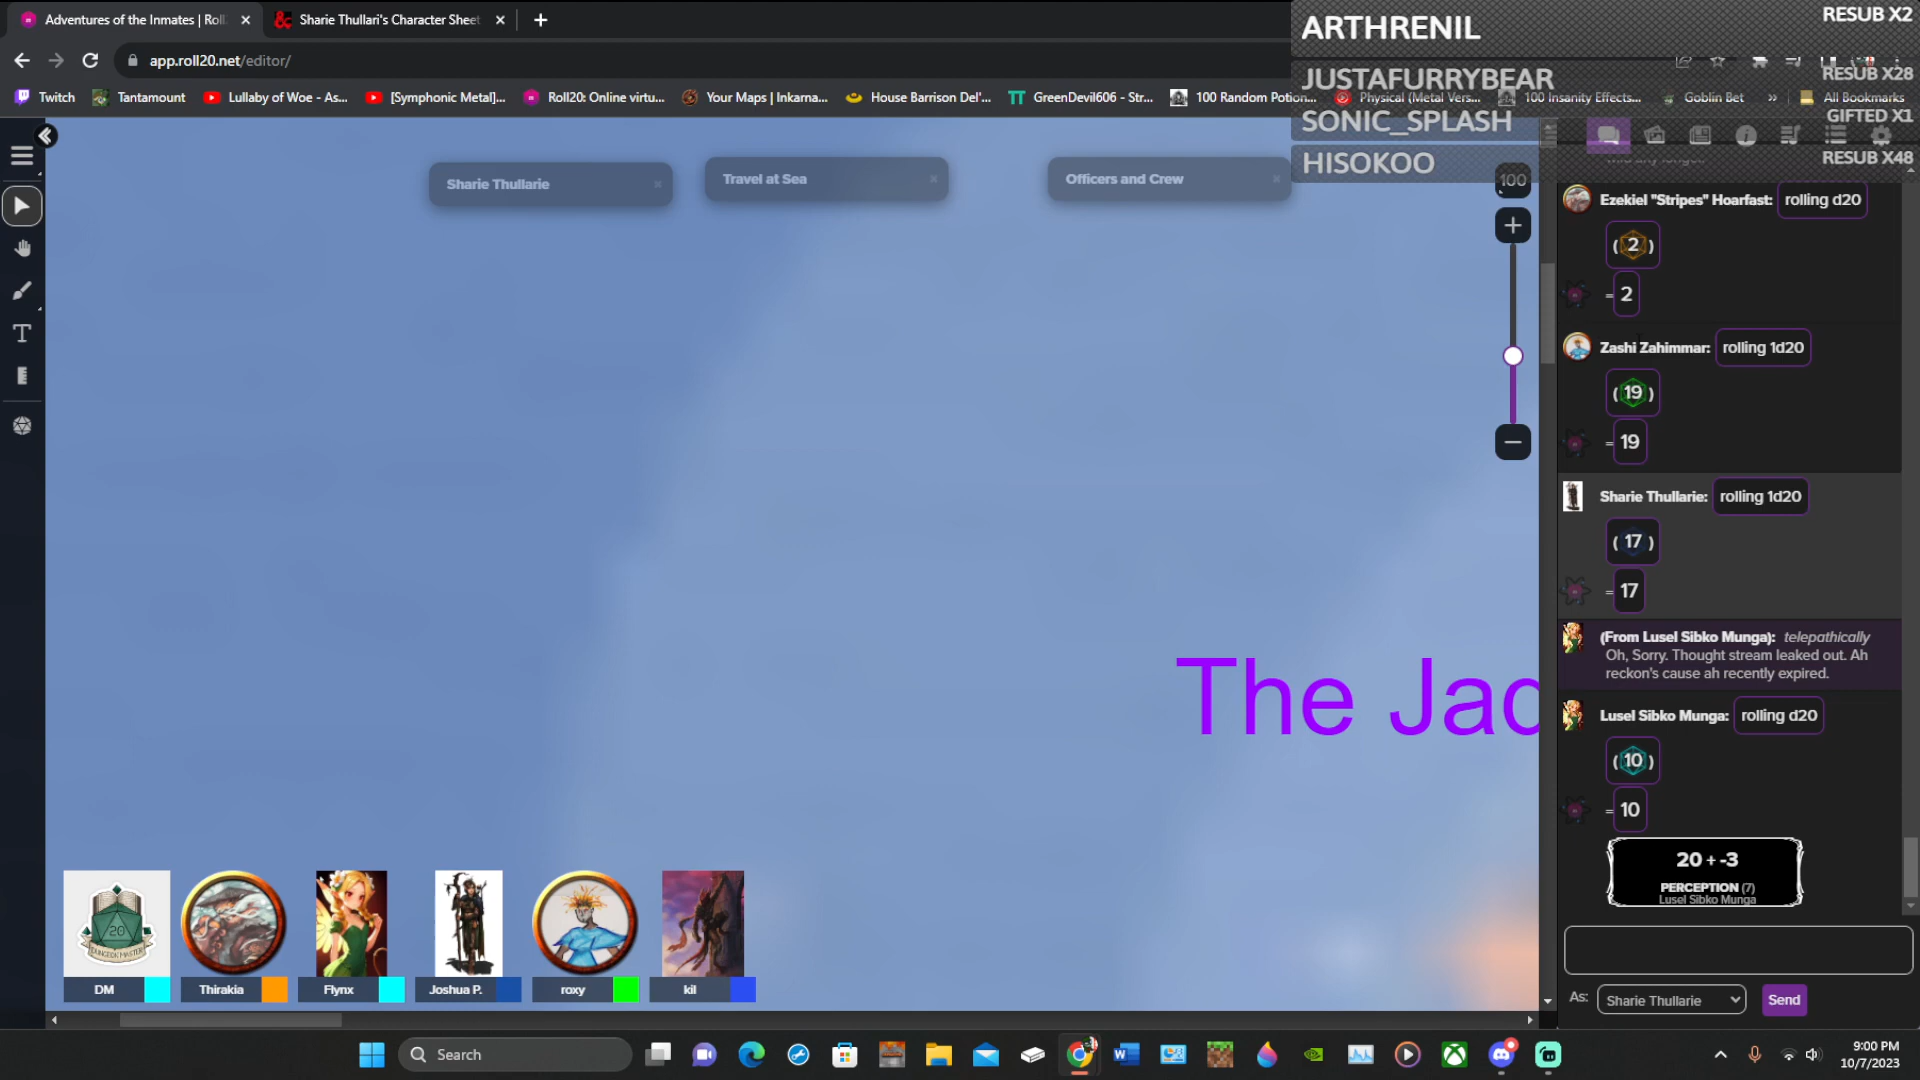 Adventures of the Inmates | Roll
Sharie Thullari's Character Sheet
ARTHRENIL
RESUB X2
app.roll20.net/editor/
JUSTAFURRYBEAR
RESUB X28
Twitch
Tantamount
Lullaby of Woe - As...
[Symphonic Metal]...
Roll20: Online virtu...
Your Maps | Inkarna...
House Barrison Del'...
GreenDevil606 - Str...
100 Random Potion...
Physical (Metal Vers...
100 Insanity Effects...
Goblin Bet
»
All Bookmarks
SONIC_SPLASH
GIFTED X1
HISOKOO
RESUB X48
Sharie Thullarie
Travel at Sea
Officers and Crew
100
Ezekiel "Stripes" Hoarfast: rolling d20
(2)
=2
Zashi Zahimmar: rolling 1d20
(19)
=19
Sharie Thullarie: rolling 1d20
(17)
=17
(From Lusel Sibko Munga): telepathically
Oh, Sorry. Thought stream leaked out. Ah
reckon's cause ah recently expired.
The Jac
Lusel Sibko Munga: rolling d20
(10)
=10
20 + -3
PERCEPTION (7)
Lusel Sibko Munga
20
DUNGEON MASTER
DM
Thirakia
Flynx
Joshua P.
roxy
kil
As: Sharie Thullarie
Send
Search
9:00 PM
10/7/2023